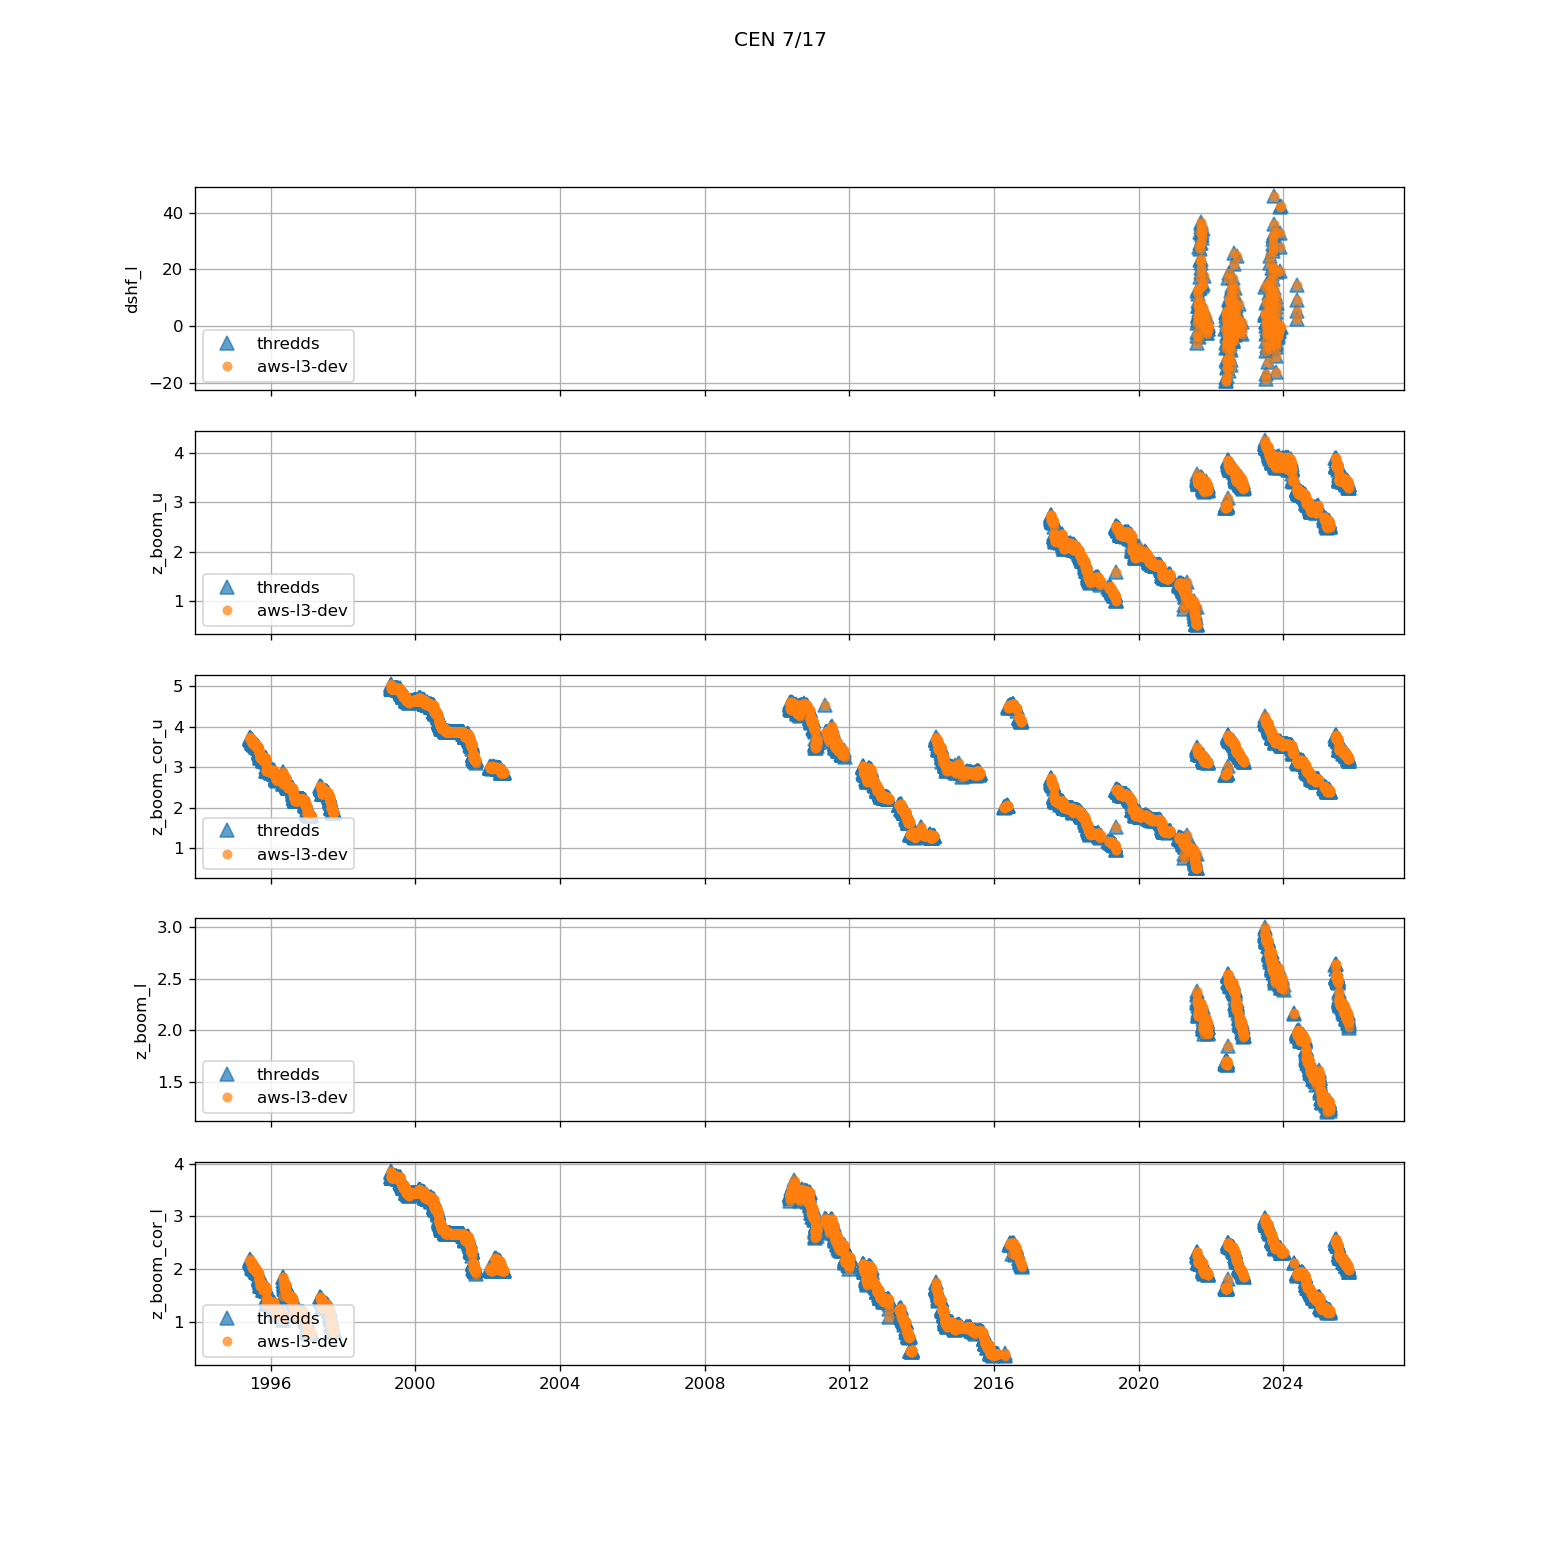 CEN 7/17
dshf_l
40
20
0
−20
thredds
aws-l3-dev
z_boom_u
4
3
2
1
thredds
aws-l3-dev
z_boom_cor_u
5
4
3
2
1
thredds
aws-l3-dev
z_boom_l
3.0
2.5
2.0
1.5
thredds
aws-l3-dev
z_boom_cor_l
4
3
2
1
thredds
aws-l3-dev
1996 2000 2004 2008 2012 2016 2020 2024